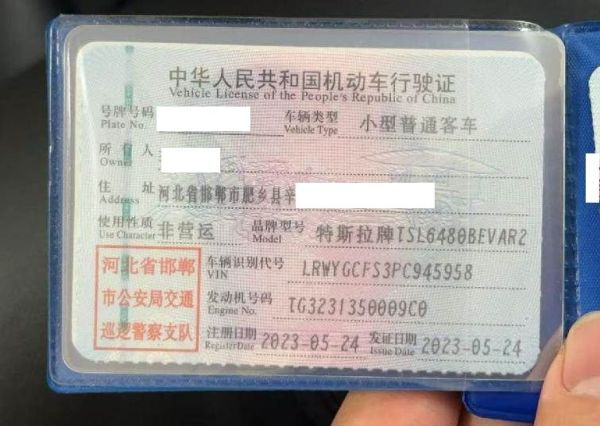 中华人民共和国机动车行驶证
Vehicle License of the People's Republic of China
号牌号码 车辆类型 小型普通客车
Plate No. Vehicle Type
所有人
Owner
住址 河北省邯郸市肥乡县辛
Address
使用性质 非营运 品牌型号 特斯拉牌TSL6480BEVAR2
Use Character Model
河北省邯郸 车辆识别代号 LRWYGCFS3PC945958
VIN
市公安局交通 发动机号码 TG3231350009C0
Engine No.
巡逻警察支队 注册日期 2023-05-24 发证日期 2023-05-24
Register Date Issue Date